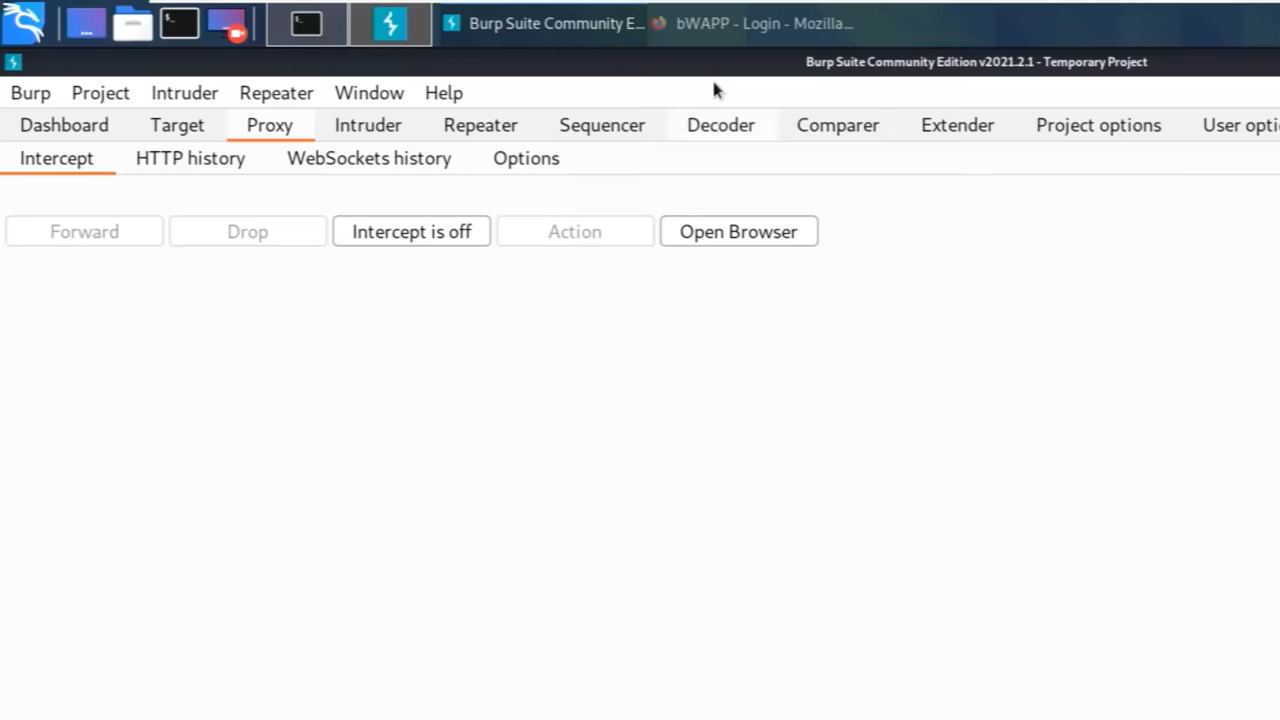 Burp Suite Community E... bWAPP - Login - Mozilla...
Burp Suite Community Edition v2021.2.1 - Temporary Project
Burp Project Intruder Repeater Window Help
Dashboard Target Proxy Intruder Repeater Sequencer Decoder Comparer Extender Project options User opti
Intercept HTTP history WebSockets history Options
Forward Drop Intercept is off Action Open Browser